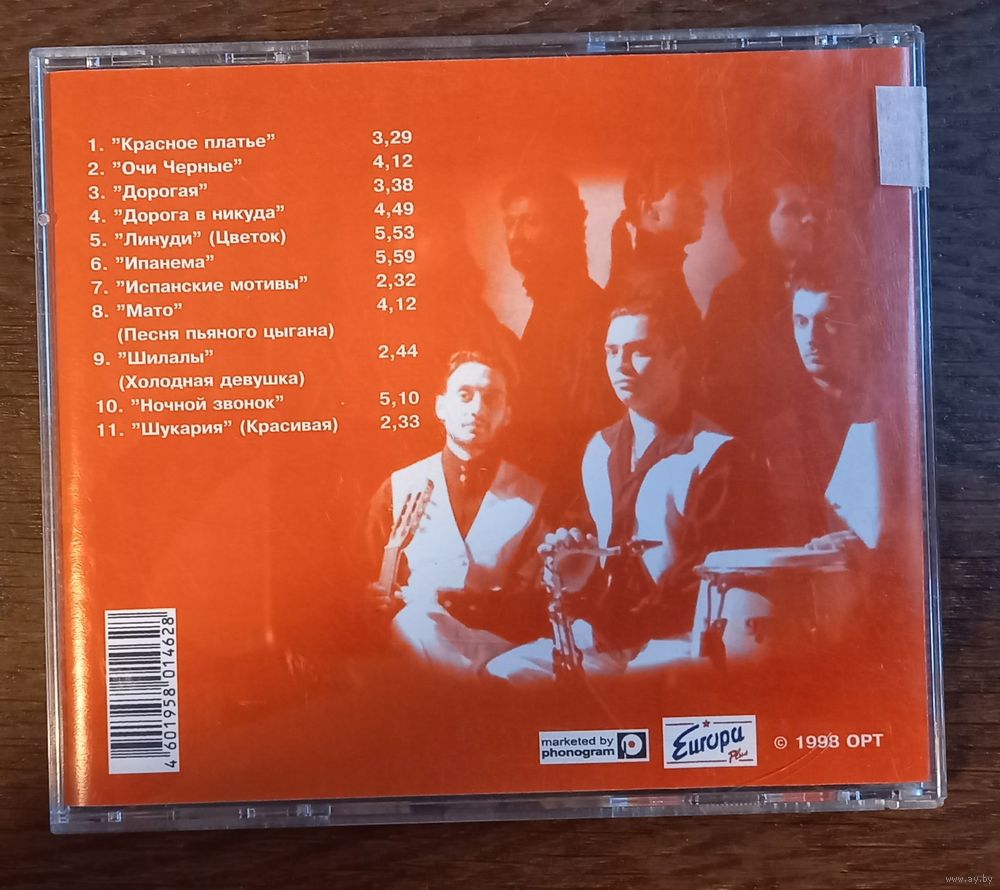 1. ”Красное платье” 3,29
2. ”Очи Черные” 4,12
3. ”Дорогая” 3,38
4. ”Дорога в никуда” 4,49
5. ”Линуди” (Цветок) 5,53
6. ”Ипанема” 5,59
7. ”Испанские мотивы” 2,32
8. ”Мато” 4,12
(Песня пьяного цыгана)
9. ”Шилалы” 2,44
(Холодная девушка)
10. ”Ночной звонок” 5,10
11. ”Шукария” (Красивая) 2,33
4 601958 014628
marketed by
phonogram
Europa
Plus
© 1998 ОРТ
www.ay.by